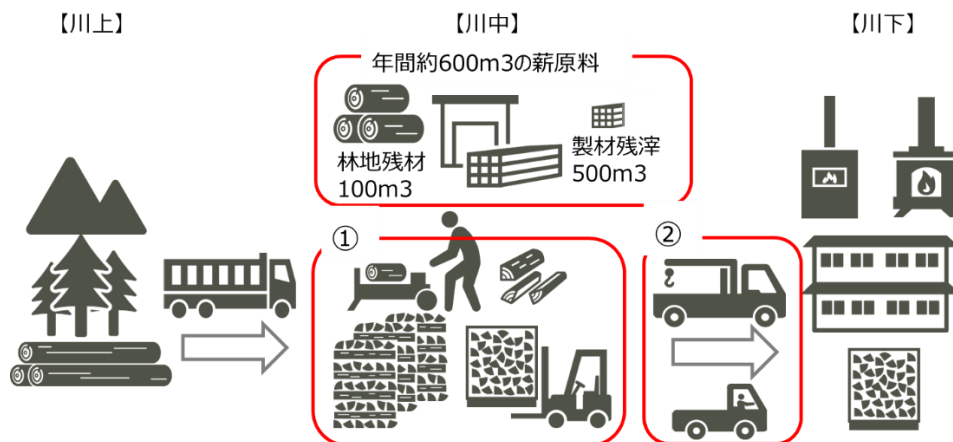 【川上】
【川中】
【川下】
年間約600m3の薪原料
林地残材
100m3
製材残滓
500m3
①
②